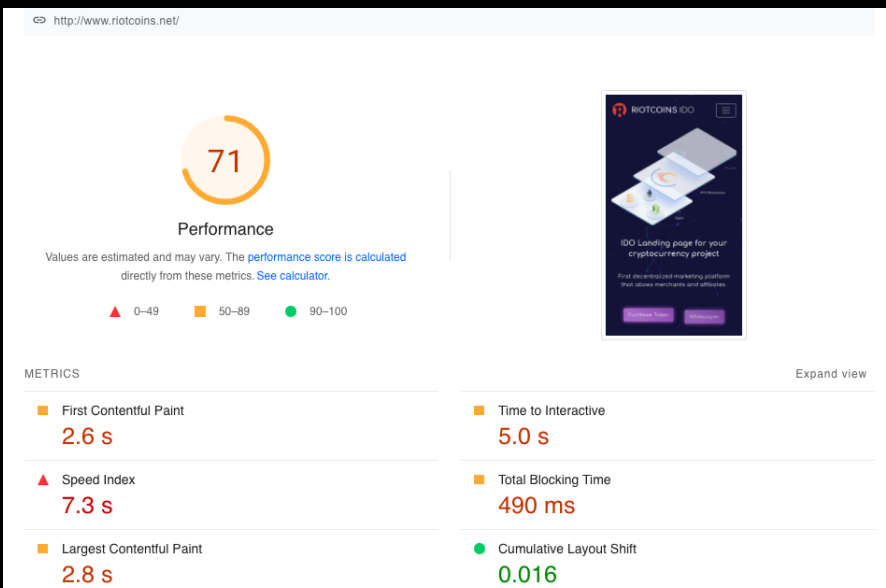 http://www.riotcoins.net/
71
Performance
Values are estimated and may vary. The performance score is calculated
directly from these metrics. See calculator.
0–49
50–89
90–100
RIOTCOINS IDO
IDO Landing page for your
cryptocurrency project
First decentralized marketing platform
that allows merchants and affiliates.
Purchase Token
Whitepaper
METRICS
Expand view
First Contentful Paint
2.6 s
Time to Interactive
5.0 s
Speed Index
7.3 s
Total Blocking Time
490 ms
Largest Contentful Paint
2.8 s
Cumulative Layout Shift
0.016